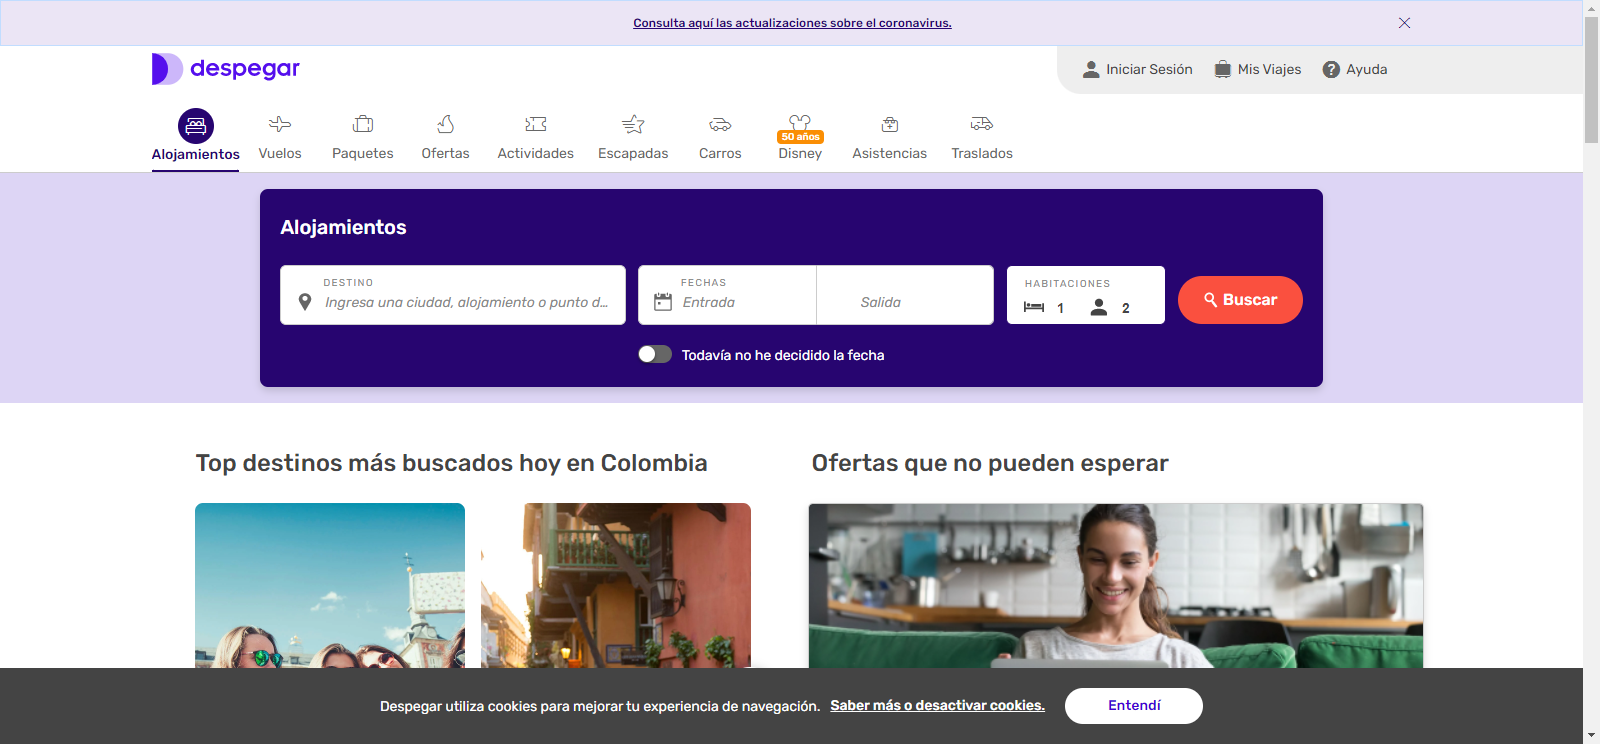 Consulta aquí las actualizaciones sobre el coronavirus.
despegar
Iniciar Sesión
Mis Viajes
? Ayuda
Alojamientos
Vuelos
Paquetes
Ofertas
Actividades
Escapadas
Carros
50 años
Disney
Asistencias
Traslados
Alojamientos
DESTINO
Ingresa una ciudad, alojamiento o punto d...
FECHAS
Entrada
Salida
HABITACIONES
1
2
Buscar
Todavía no he decidido la fecha
Top destinos más buscados hoy en Colombia
Ofertas que no pueden esperar
Despegar utiliza cookies para mejorar tu experiencia de navegación. Saber más o desactivar cookies.
Entendí